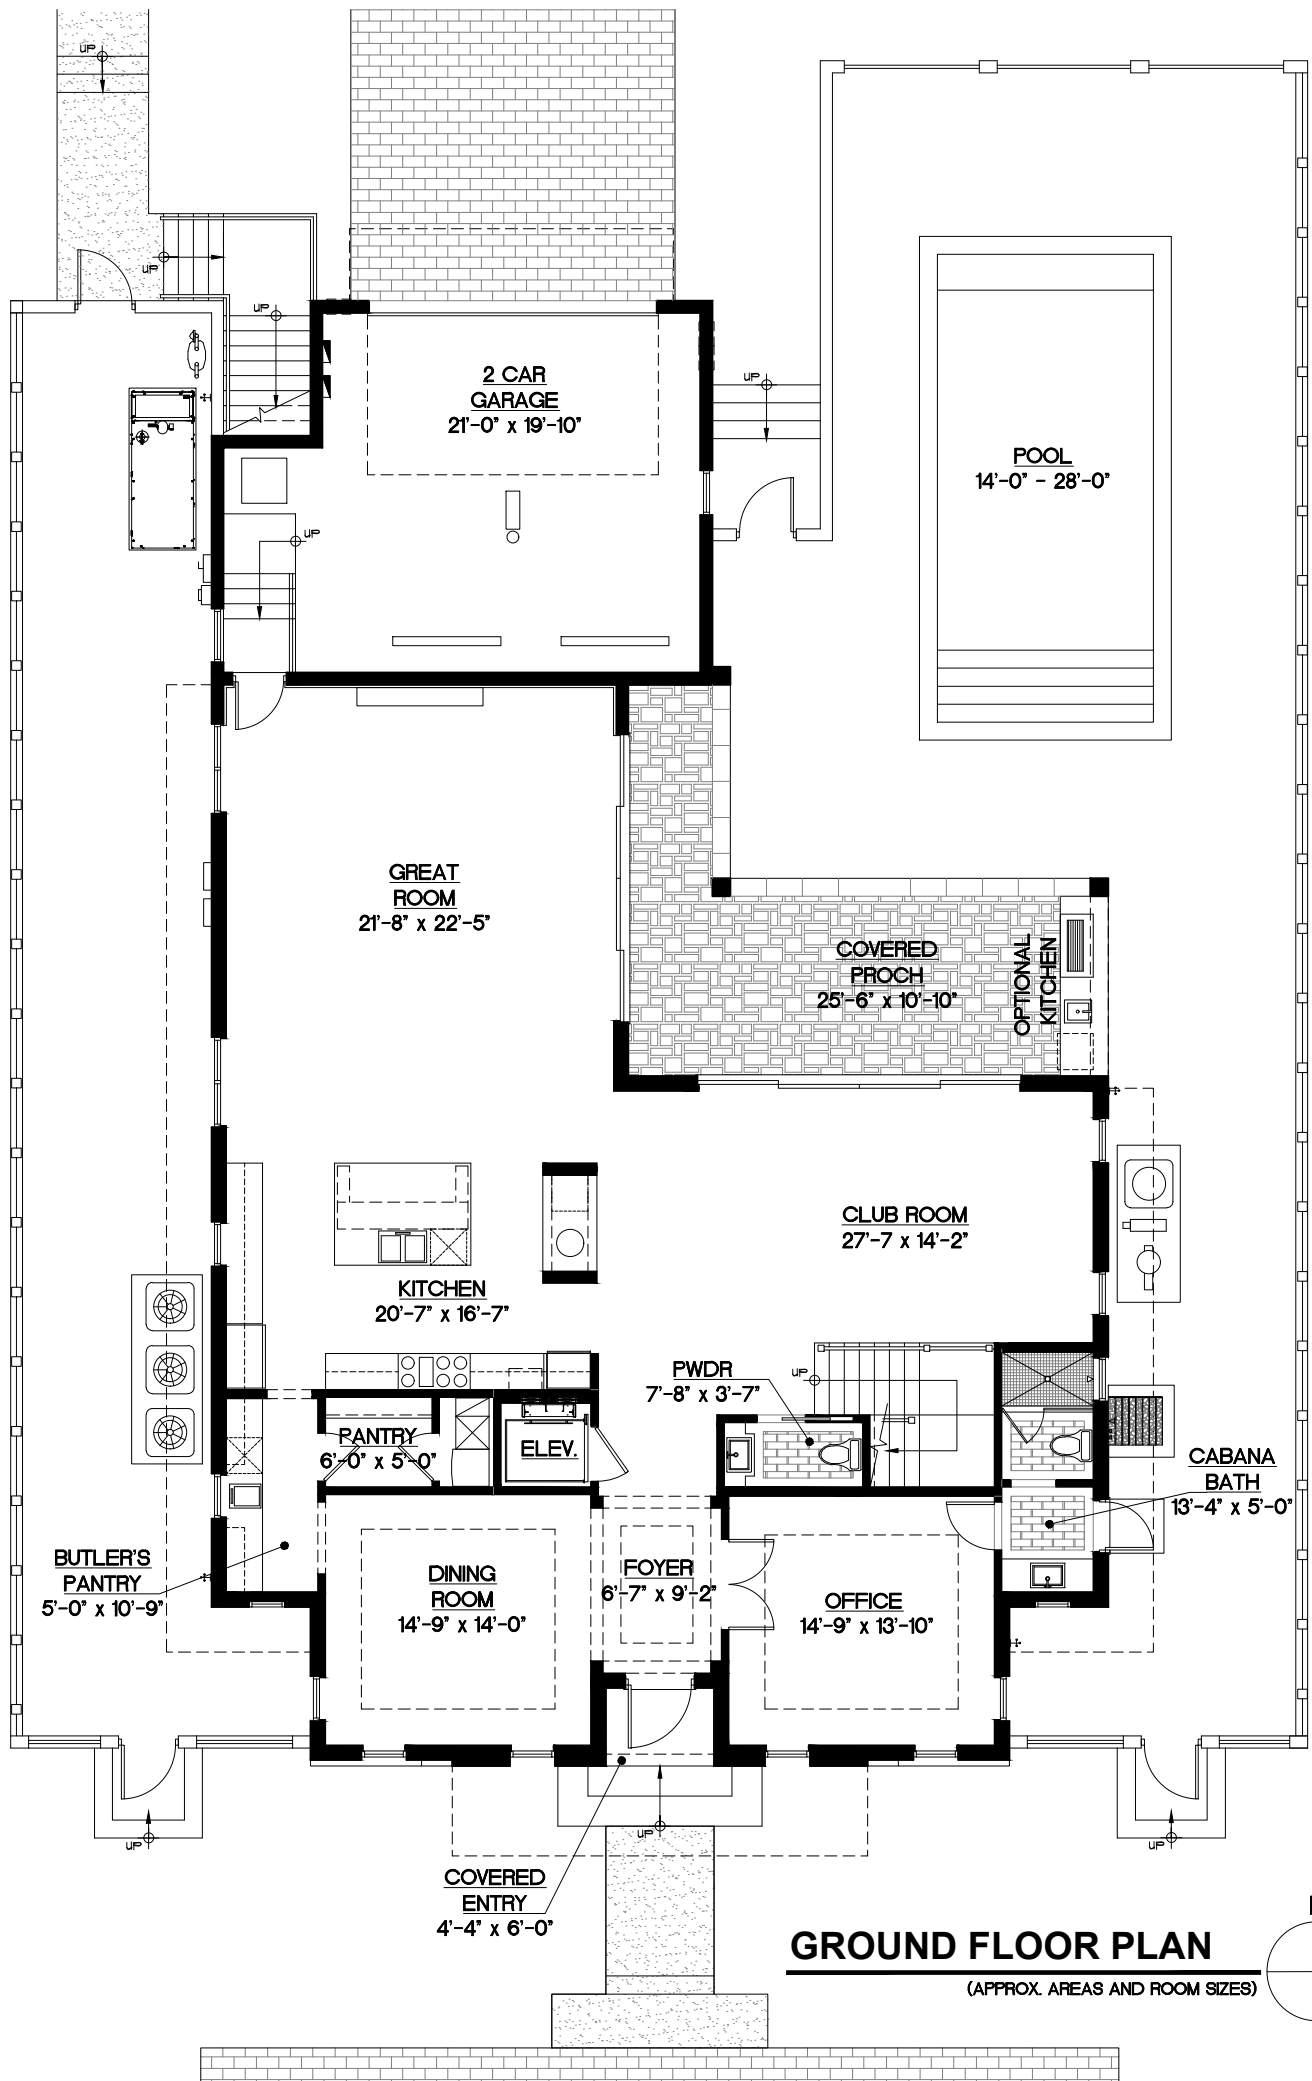 UP
UP
UP
2 CAR
GARAGE
21'-0" x 19'-10"
UP
POOL
14'-0" - 28'-0"
UP
GREAT
ROOM
21'-8" x 22'-5"
COVERED
PROCH
25'-6" x 10'-10"
OPTIONAL
KITCHEN
CLUB ROOM
27'-7 x 14'-2"
KITCHEN
20'-7" x 16'-7"
PWDR
7'-8" x 3'-7"
UP
PANTRY
6'-0" x 5'-0"
ELEV.
CABANA
BATH
13'-4" x 5'-0"
BUTLER'S
PANTRY
5'-0" x 10'-9"
DINING
ROOM
14'-9" x 14'-0"
FOYER
6'-7" x 9'-2"
OFFICE
14'-9" x 13'-10"
UP
UP
UP
COVERED
ENTRY
4'-4" x 6'-0"
GROUND FLOOR PLAN
(APPROX. AREAS AND ROOM SIZES)